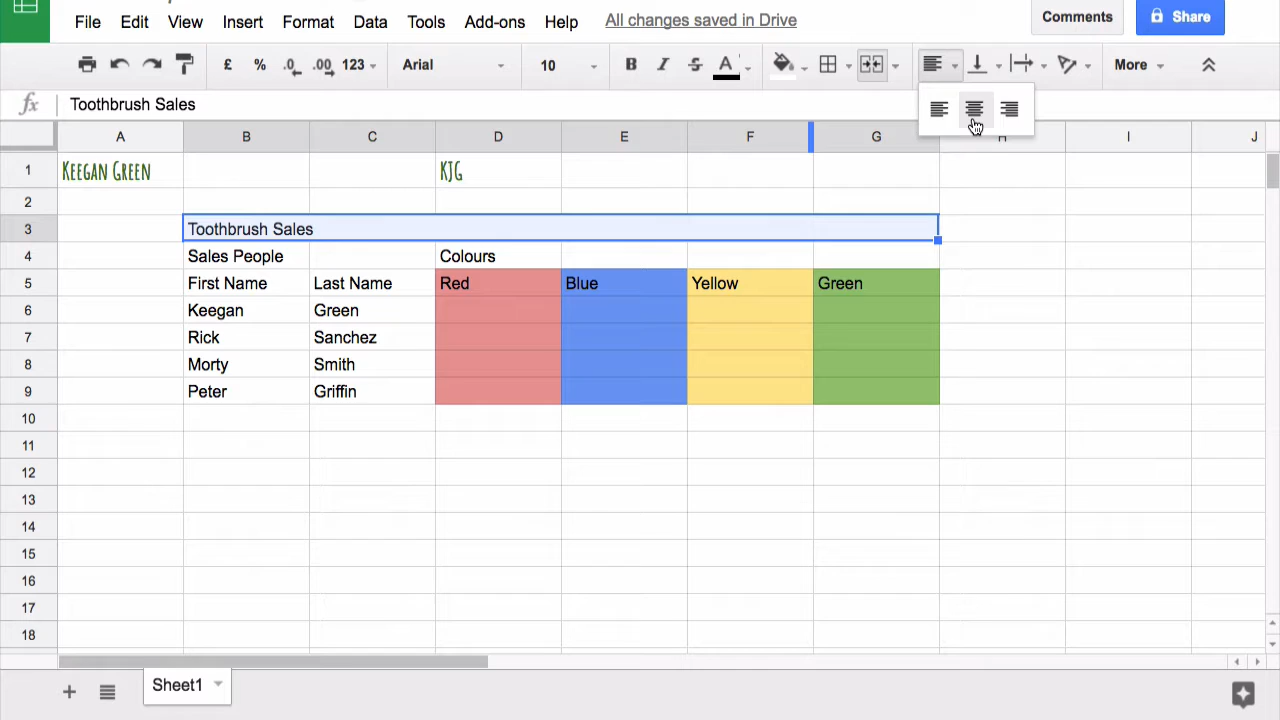 File Edit View Insert Format Data Tools Add-ons Help All changes saved in Drive Comments Share
£ % .0 .00 123 Arial 10 B I S A More
fx Toothbrush Sales
A B C D E F G H I J
1 Keegan Green KJG
2
3 Toothbrush Sales
4 Sales People Colours
5 First Name Last Name Red Blue Yellow Green
6 Keegan Green
7 Rick Sanchez
8 Morty Smith
9 Peter Griffin
10
11
12
13
14
15
16
17
18
Sheet1